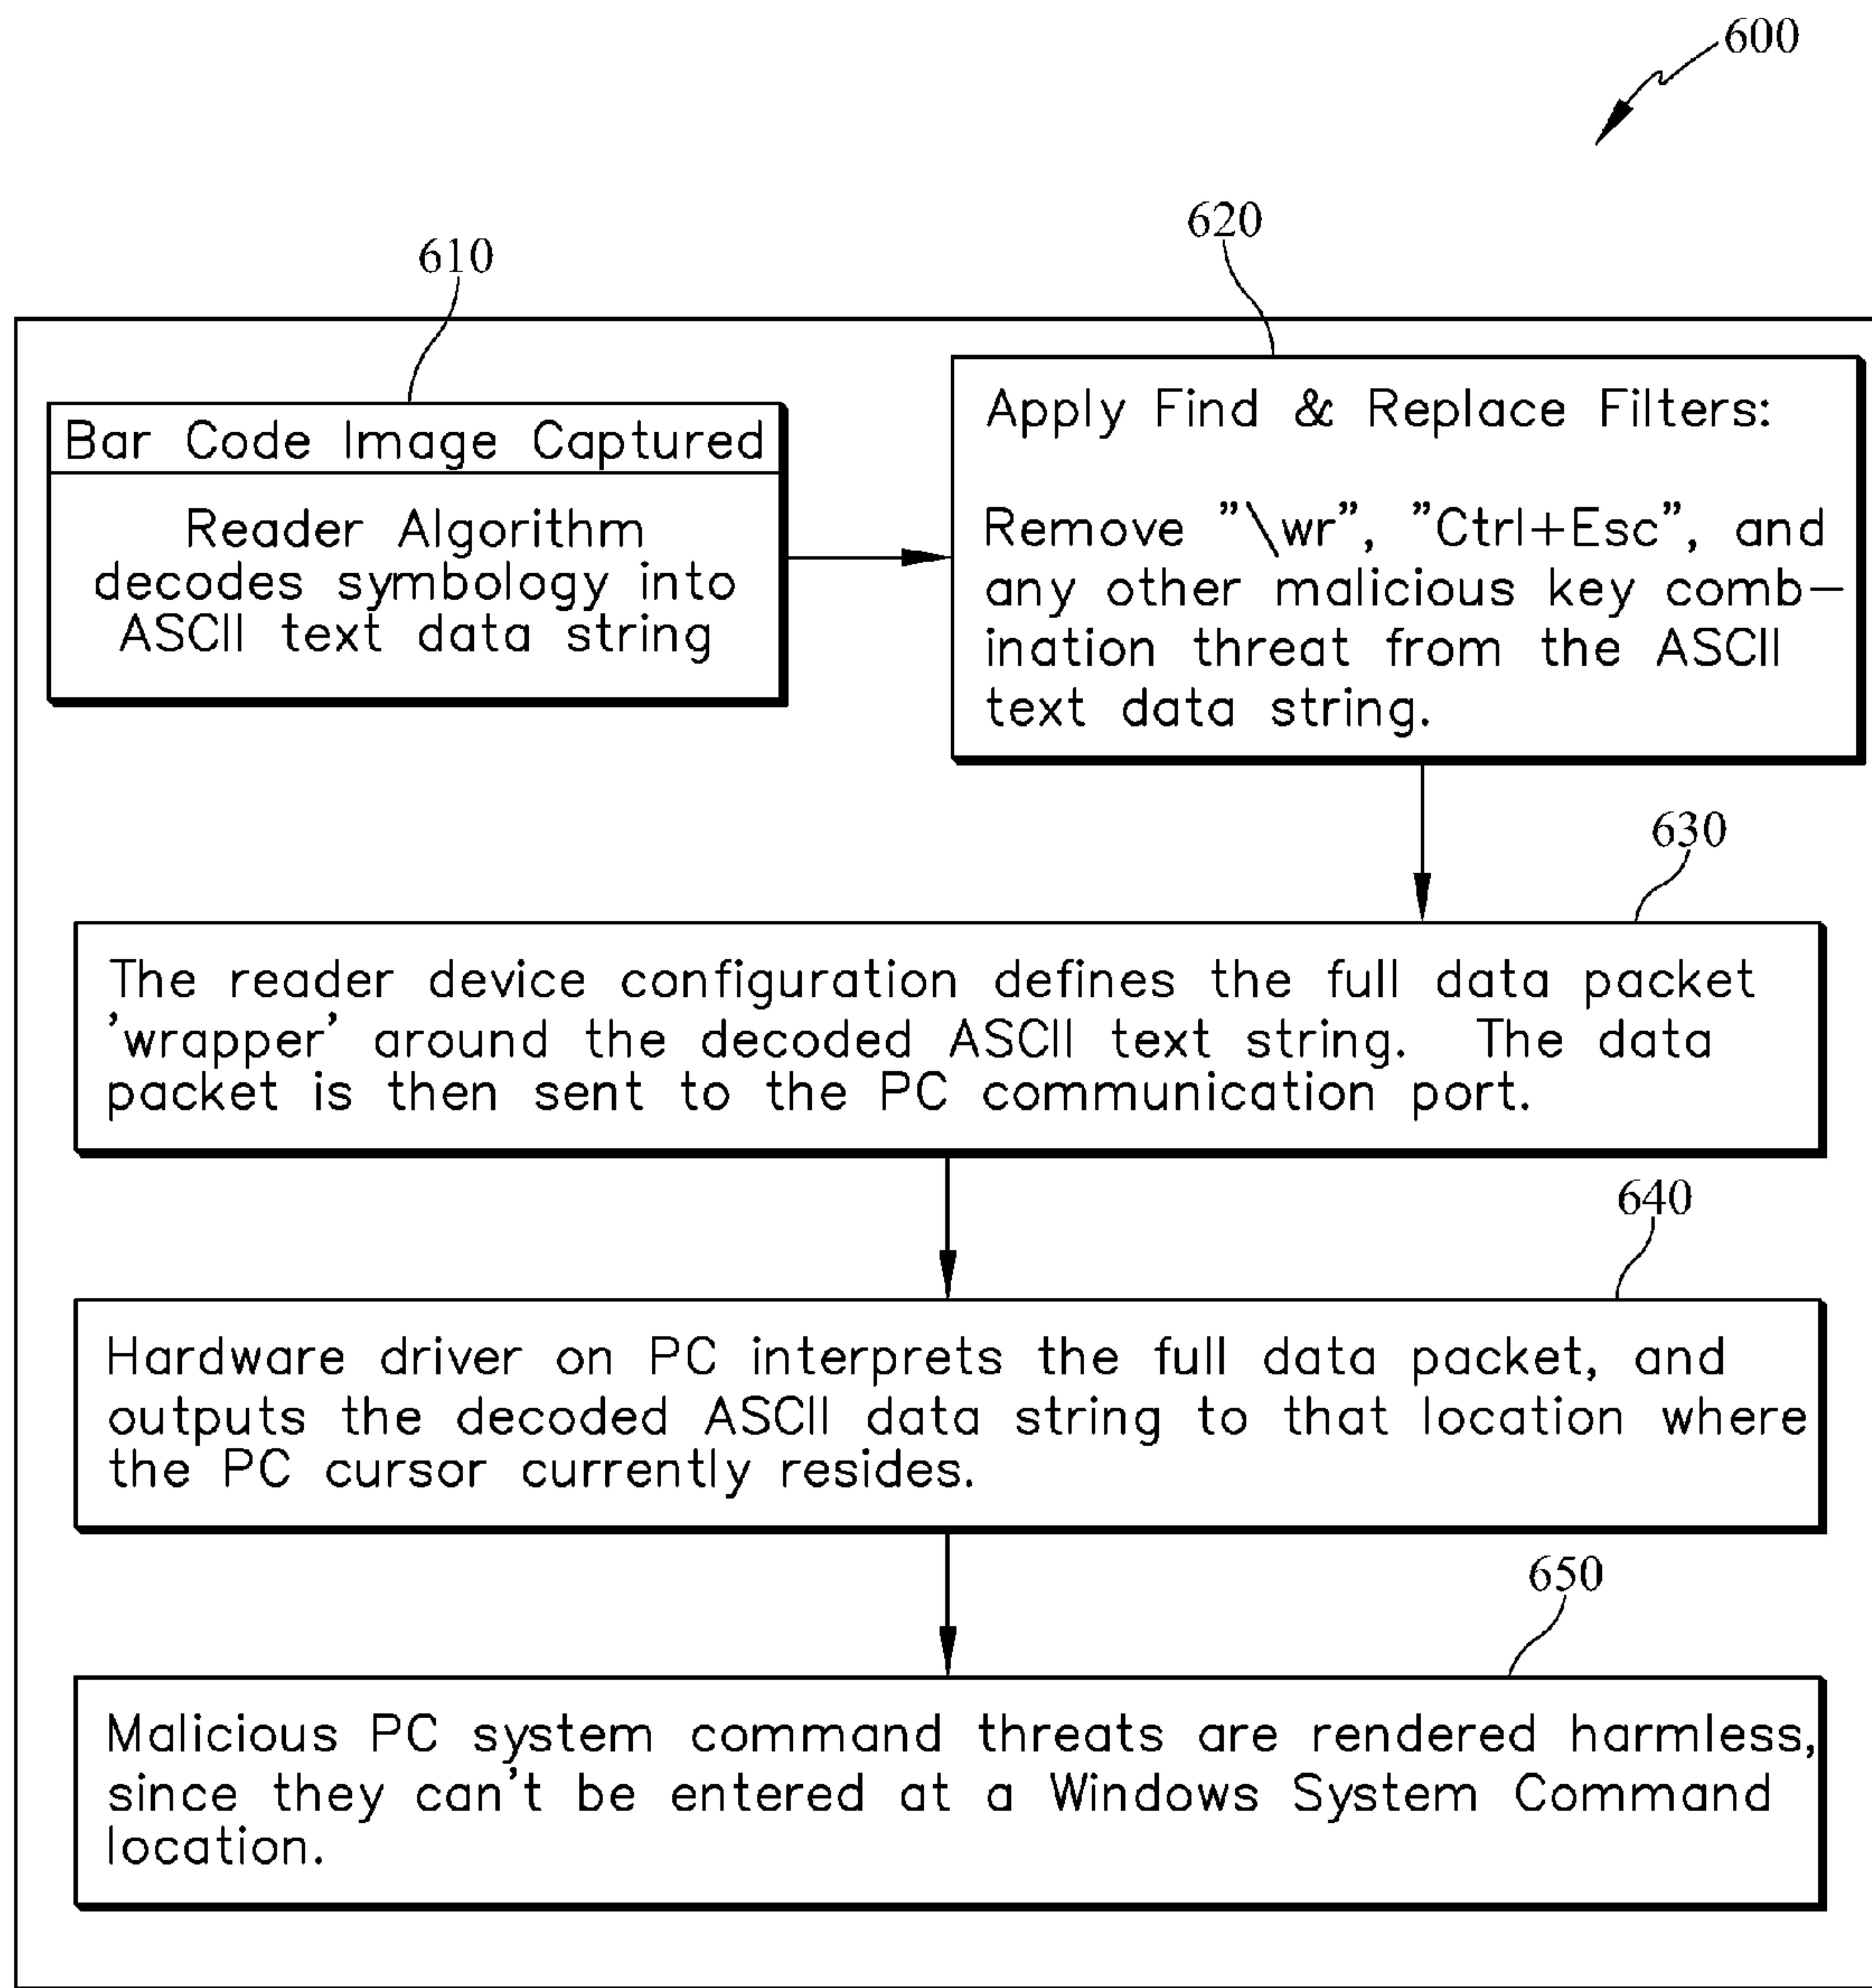 600
620
610
Bar Code Image Captured
Reader Algorithm
decodes symbology into
ASCII text data string
Apply Find & Replace Filters:
Remove "\wr", "Ctrl+Esc", and
any other malicious key comb-
ination threat from the ASCII
text data string.
630
The reader device configuration defines the full data packet
'wrapper' around the decoded ASCII text string. The data
packet is then sent to the PC communication port.
640
Hardware driver on PC interprets the full data packet, and
outputs the decoded ASCII data string to that location where
the PC cursor currently resides.
650
Malicious PC system command threats are rendered harmless,
since they can't be entered at a Windows System Command
location.